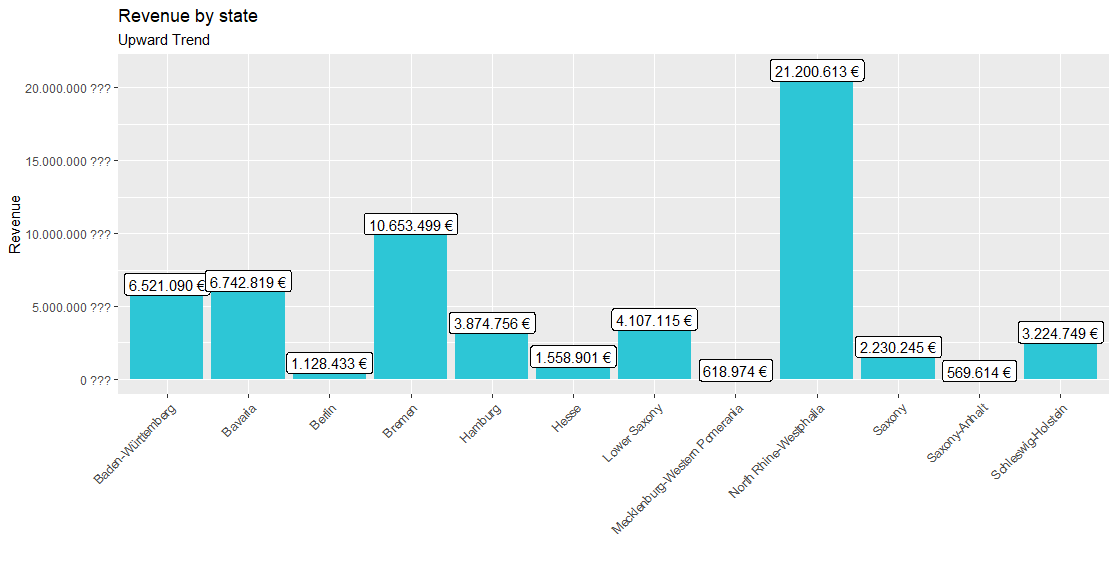 Revenue by state
Upward Trend
Revenue
20.000.000 ???
15.000.000 ???
10.000.000 ???
5.000.000 ???
0 ???
6.521.090 €
6.742.819 €
1.128.433 €
10.653.499 €
3.874.756 €
1.558.901 €
4.107.115 €
618.974 €
21.200.613 €
2.230.245 €
569.614 €
3.224.749 €
Baden-Württemberg
Bavaria
Berlin
Bremen
Hamburg
Hesse
Lower Saxony
Mecklenburg-Western Pomerania
North Rhine-Westphalia
Saxony
Saxony-Anhalt
Schleswig-Holstein